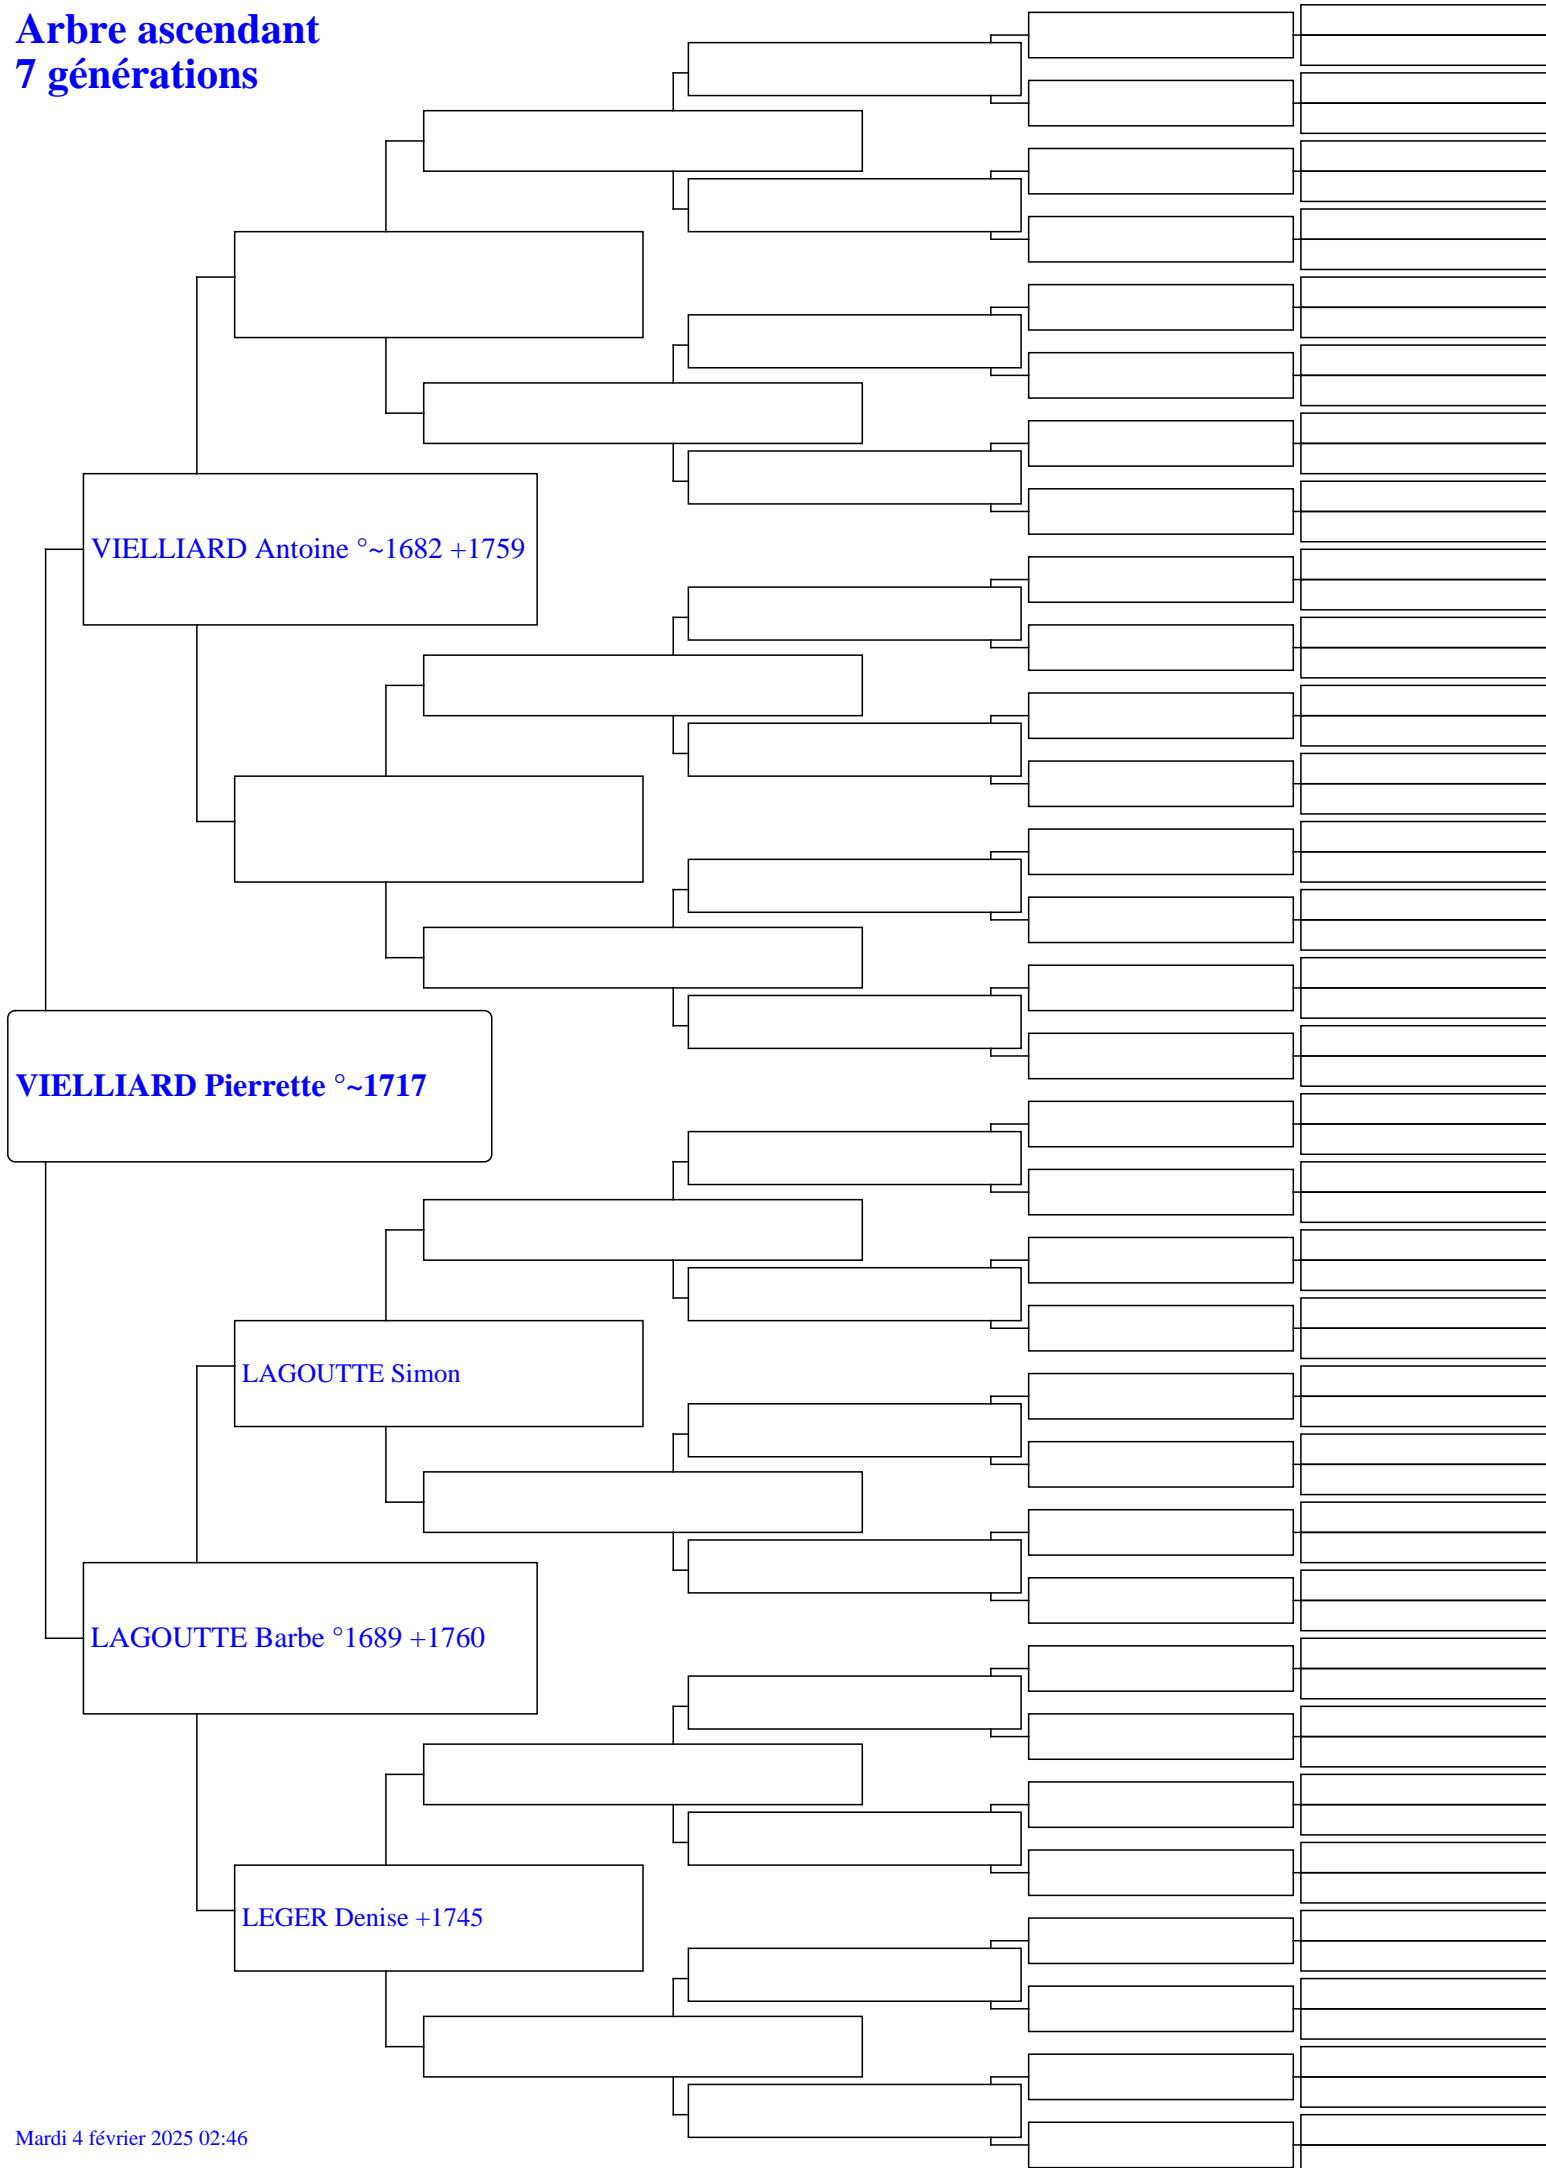 Arbre ascendant
7 générations
VIELLIARD Antoine °~1682 +1759
VIELLIARD Pierrette °~1717
LAGOUTTE Simon
LAGOUTTE Barbe °1689 +1760
LEGER Denise +1745
Mardi 4 février 2025 02:46